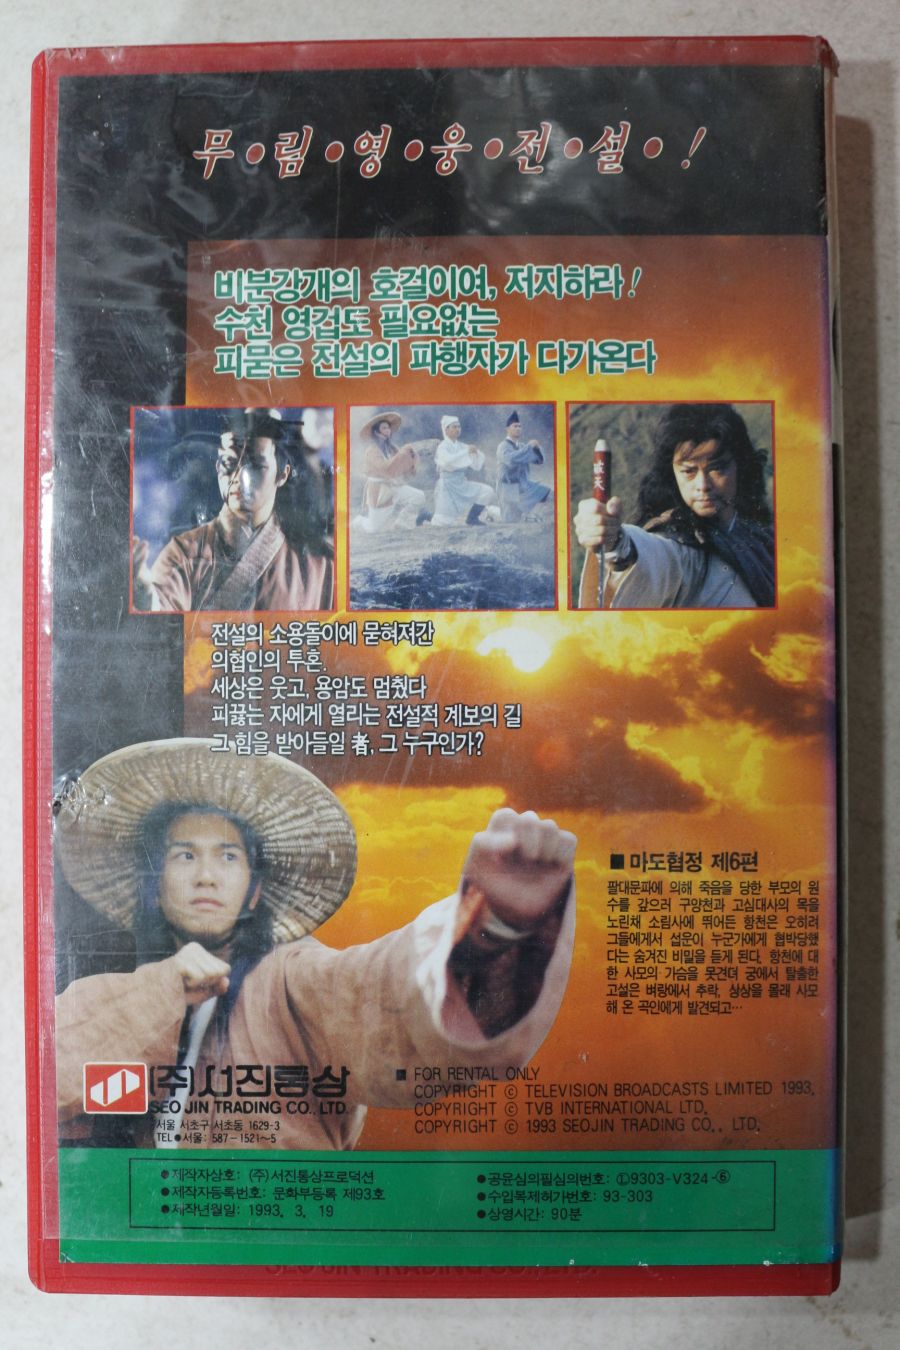 무·림·영·웅·전·설·!
비분강개의 호걸이여, 저지하라!
수천 영겁도 필요없는
피묻은 전설의 파행자가 다가온다
전설의 소용돌이에 묻혀져간
의협인의 투혼.
세상은 웃고, 용암도 멈췄다
피끓는 자에게 열리는 전설적 계보의 길
그 힘을 받아들일 者, 그 누구인가?
■ 마도협정 제6편
팔대문파에 의해 죽음을 당한 부모의 원
수를 갚으러 구양천과 고심대사의 목을
노린채 소림사에 뛰어든 항천은 오히려
그들에게서 섭운이 누군가에게 협박당했
다는 숨겨진 비밀을 듣게 된다. 항천에 대
한 사모의 가슴을 못견뎌 궁에서 탈출한
고설은 벼랑에서 추락, 상상을 몰래 사모
해 온 곡인에게 발견되고…
(주)서진통상
SEO JIN TRADING CO., LTD.
서울 서초구 서초동 1629-3
TEL●서울: 587-1521~5
■ FOR RENTAL ONLY
COPYRIGHT ⓒ TELEVISION BROADCASTS LIMITED 1993.
COPYRIGHT ⓒ TVB INTERNATIONAL LTD.
COPYRIGHT ⓒ 1993 SEOJIN TRADING CO., LTD.
●제작자상호: (주)서진통상프로덕션
●제작자등록번호: 문화부등록 제93호
●제작년월일: 1993. 3. 19
●공윤심의필심의번호: Ⓛ9303-V324-⑥
●수입복제허가번호: 93-303
●상영시간: 90분